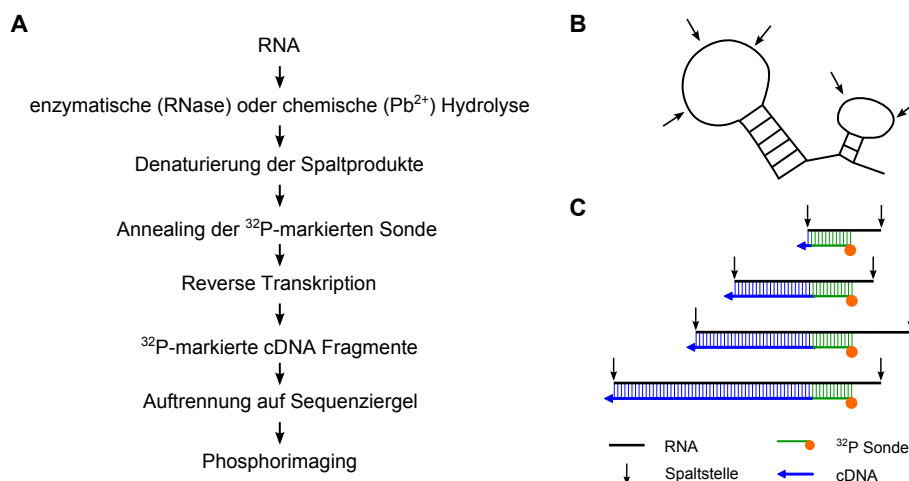 A
RNA
enzymatische (RNase) oder chemische (Pb²⁺) Hydrolyse
Denaturierung der Spaltprodukte
Annealing der ³²P-markierten Sonde
Reverse Transkription
³²P-markierte cDNA Fragmente
Auftrennung auf Sequenziergel
Phosphorimaging
B
C
RNA
³²P Sonde
Spaltstelle
cDNA